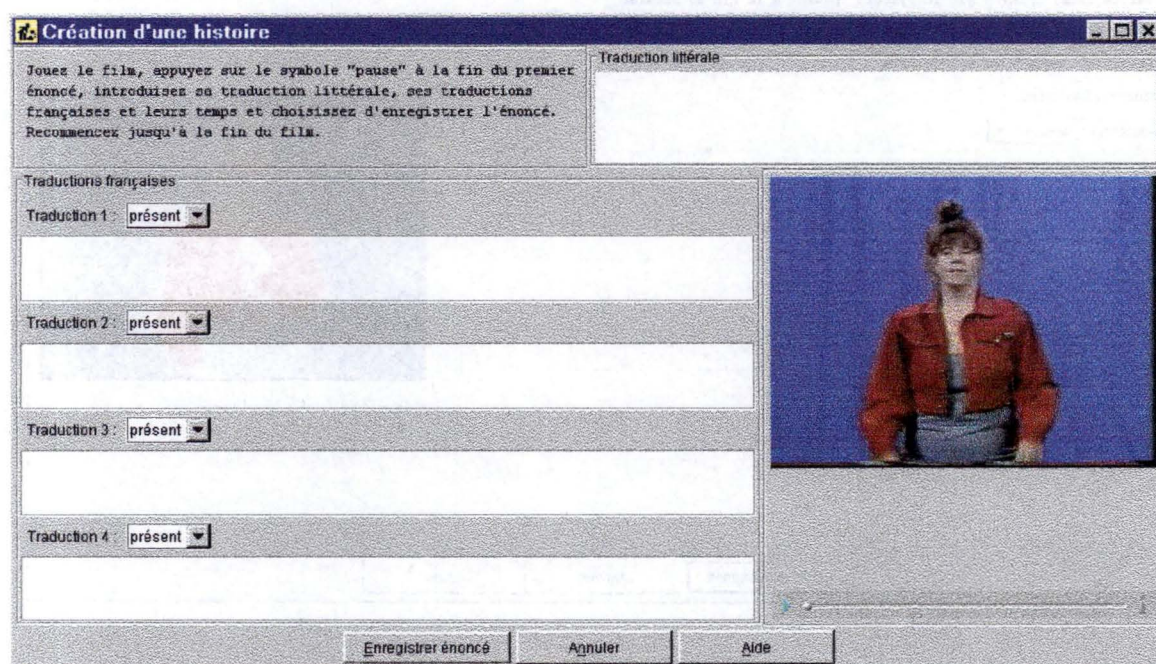 Création d'une histoire
Jouez le film, appuyez sur le symbole "pause" à la fin du premier
énoncé, introduisez sa traduction littérale, ses traductions
françaises et leurs temps et choisissez d'enregistrer l'énoncé.
Recommencez jusqu'à la fin du film.
Traduction littérale
Traductions françaises
Traduction 1 : présent
Traduction 2 : présent
Traduction 3 : présent
Traduction 4 : présent
Enregistrer énoncé
Annuler
Aide